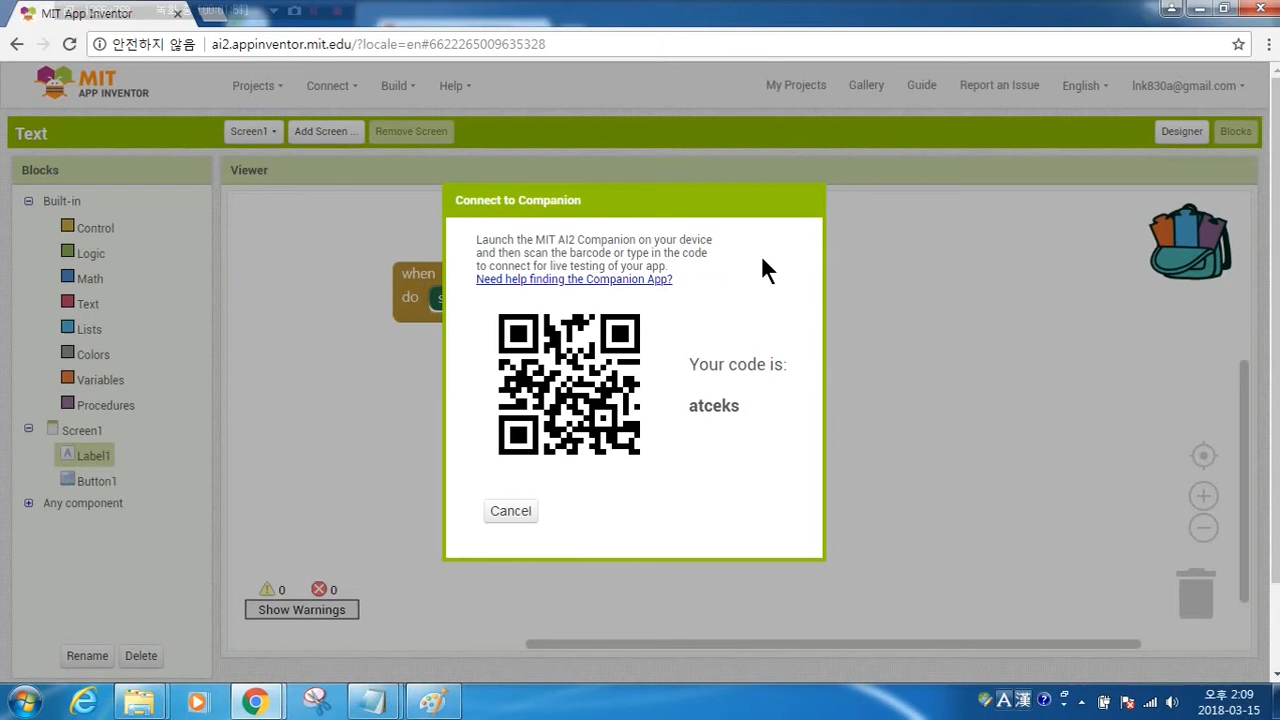 MIT App Inventor
안전하지 않음
ai2.appinventor.mit.edu/?locale=en#6622265009635328
MIT
APP INVENTOR
Projects
Connect
Build
Help
My Projects
Gallery
Guide
Report an Issue
English
lnk830a@gmail.com
Text
Screen1
Add Screen ...
Remove Screen
Designer
Blocks
Blocks
Viewer
Built-in
Control
Logic
Math
Text
Lists
Colors
Variables
Procedures
Screen1
Label1
Button1
Any component
Rename
Delete
when
do
Connect to Companion
Launch the MIT AI2 Companion on your device
and then scan the barcode or type in the code
to connect for live testing of your app.
Need help finding the Companion App?
Your code is:
atceks
Cancel
0
0
Show Warnings
A 漢
오후 2:09
2018-03-15